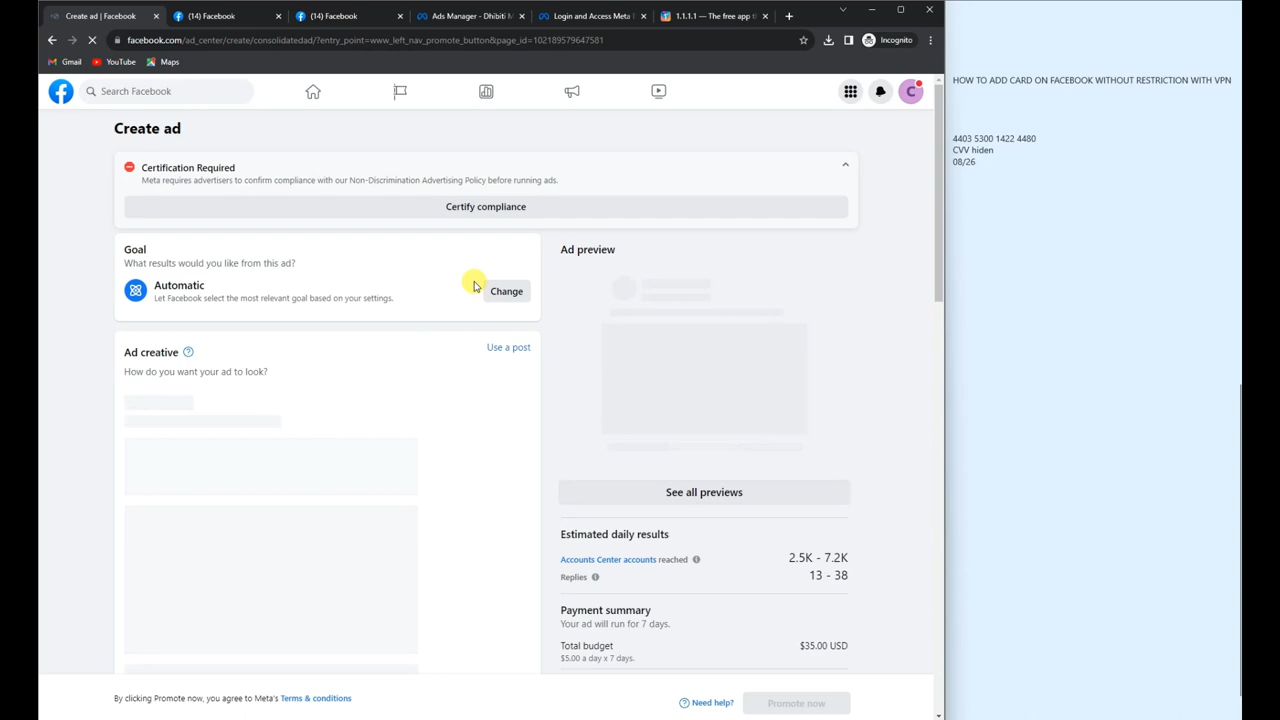 Create ad | Facebook
(14) Facebook
(14) Facebook
Ads Manager - Dhibiti M
Login and Access Meta
1.1.1.1 — The free app t
facebook.com/ad_center/create/consolidatedad/?entry_point=www_left_nav_promote_button&page_id=102189579647581
Incognito
Gmail
YouTube
Maps
Search Facebook
C
Create ad
Certification Required
Meta requires advertisers to confirm compliance with our Non-Discrimination Advertising Policy before running ads.
Certify compliance
Goal
What results would you like from this ad?
Automatic
Let Facebook select the most relevant goal based on your settings.
Change
Ad creative
Use a post
How do you want your ad to look?
Ad preview
See all previews
Estimated daily results
Accounts Center accounts reached 2.5K - 7.2K
Replies 13 - 38
Payment summary
Your ad will run for 7 days.
Total budget $35.00 USD
$5.00 a day x 7 days.
By clicking Promote now, you agree to Meta's Terms & conditions
Need help?
Promote now
HOW TO ADD CARD ON FACEBOOK WITHOUT RESTRICTION WITH VPN
4403 5300 1422 4480
CVV hiden
08/26